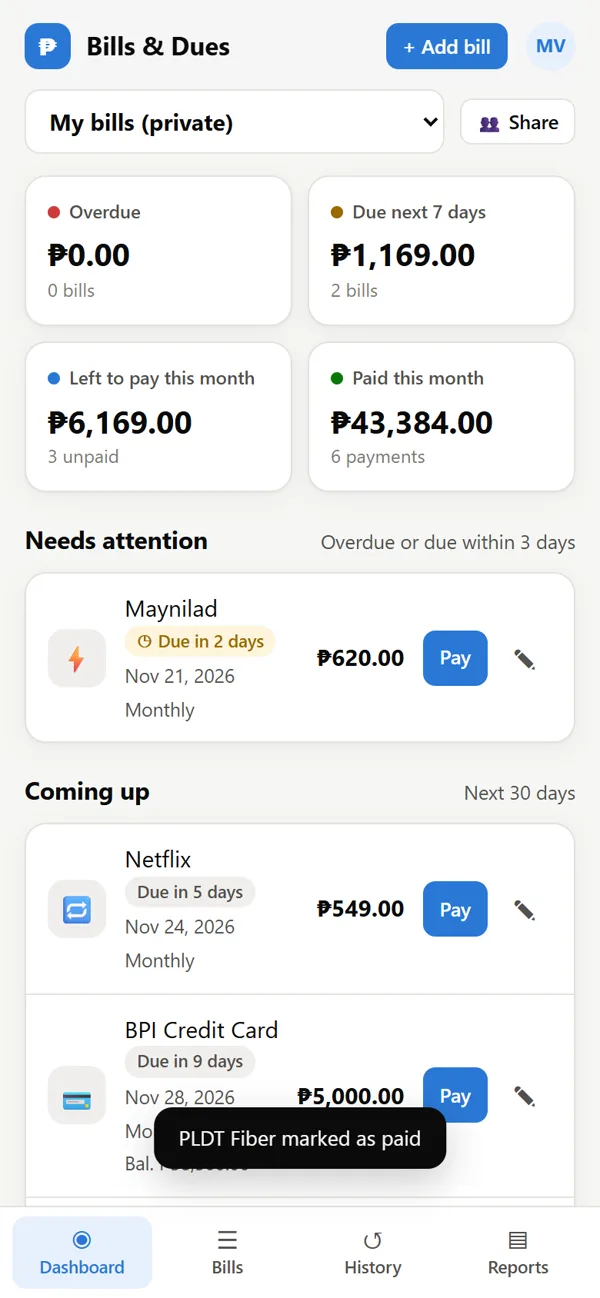 ₱ Bills & Dues + Add bill MV
My bills (private) Share
Overdue
₱0.00
0 bills
Due next 7 days
₱1,169.00
2 bills
Left to pay this month
₱6,169.00
3 unpaid
Paid this month
₱43,384.00
6 payments
Needs attention Overdue or due within 3 days
Maynilad
Due in 2 days
Nov 21, 2026
Monthly
₱620.00 Pay
Coming up Next 30 days
Netflix
Due in 5 days
Nov 24, 2026
Monthly
₱549.00 Pay
BPI Credit Card
Due in 9 days
Nov 28, 2026
₱5,000.00 Pay
Bal.
PLDT Fiber marked as paid
Dashboard Bills History Reports